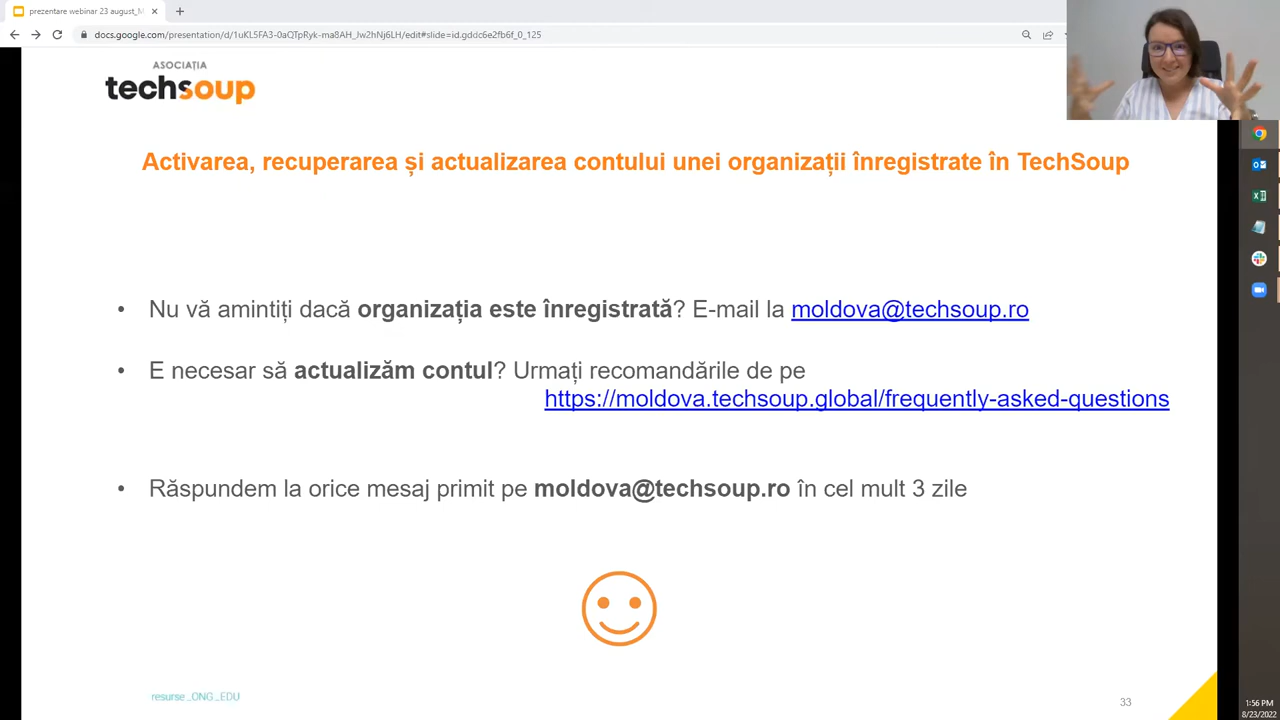 prezentare webinar 23 august_M
docs.google.com/presentation/d/1uKL5FA3-0aQTpRyk-ma8AH_Jw2hNj6LH/edit#slide=id.gddc6e2fb6f_0_125
ASOCIAȚIA
techsoup
Activarea, recuperarea și actualizarea contului unei organizații înregistrate în TechSoup
• Nu vă amintiți dacă organizația este înregistrată? E-mail la moldova@techsoup.ro
• E necesar să actualizăm contul? Urmați recomandările de pe
https://moldova.techsoup.global/frequently-asked-questions
• Răspundem la orice mesaj primit pe moldova@techsoup.ro în cel mult 3 zile
resurse_ONG_EDU
33
1:56 PM
8/23/2022